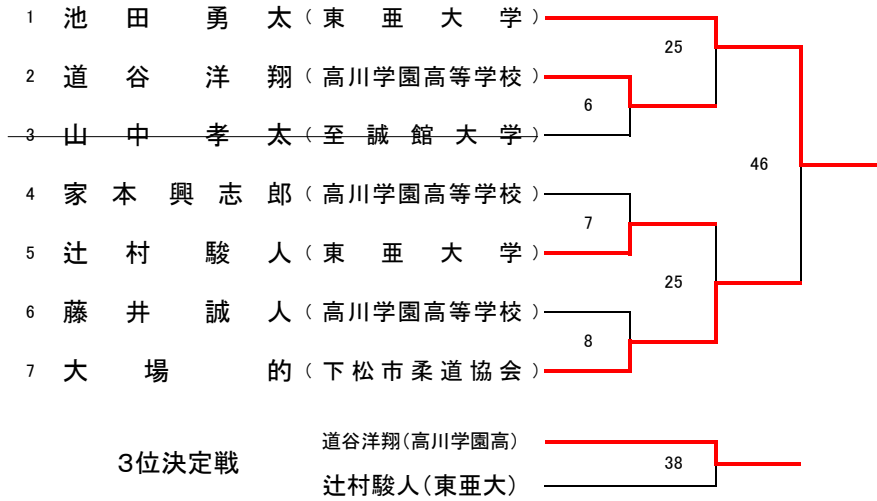 1 池田勇太（東亜大学）
25
2 道谷洋翔（高川学園高等学校）
6
3 山中孝太（至誠館大学）
46
4 家本興志郎（高川学園高等学校）
7
5 辻村駿人（東亜大学）
25
6 藤井誠人（高川学園高等学校）
8
7 大場的（下松市柔道協会）
道谷洋翔（高川学園高）
3位決定戦
38
辻村駿人（東亜大）